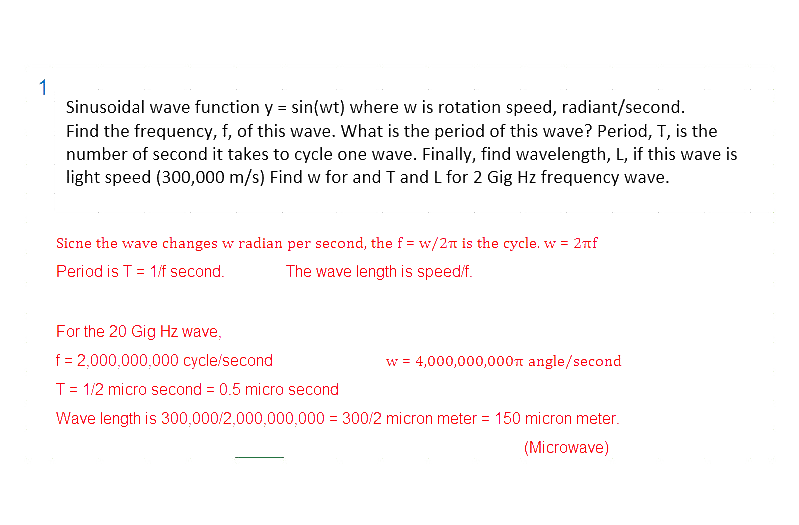 1
Sinusoidal wave function y = sin(wt) where w is rotation speed, radiant/second.
Find the frequency, f, of this wave. What is the period of this wave? Period, T, is the
number of second it takes to cycle one wave. Finally, find wavelength, L, if this wave is
light speed (300,000 m/s) Find w for and T and L for 2 Gig Hz frequency wave.
Sicne the wave changes w radian per second, the f = w/2π is the cycle. w = 2πf
Period is T = 1/f second. The wave length is speed/f.
For the 20 Gig Hz wave,
f = 2,000,000,000 cycle/second w = 4,000,000,000π angle/second
T = 1/2 micro second = 0.5 micro second
Wave length is 300,000/2,000,000,000 = 300/2 micron meter = 150 micron meter.
(Microwave)